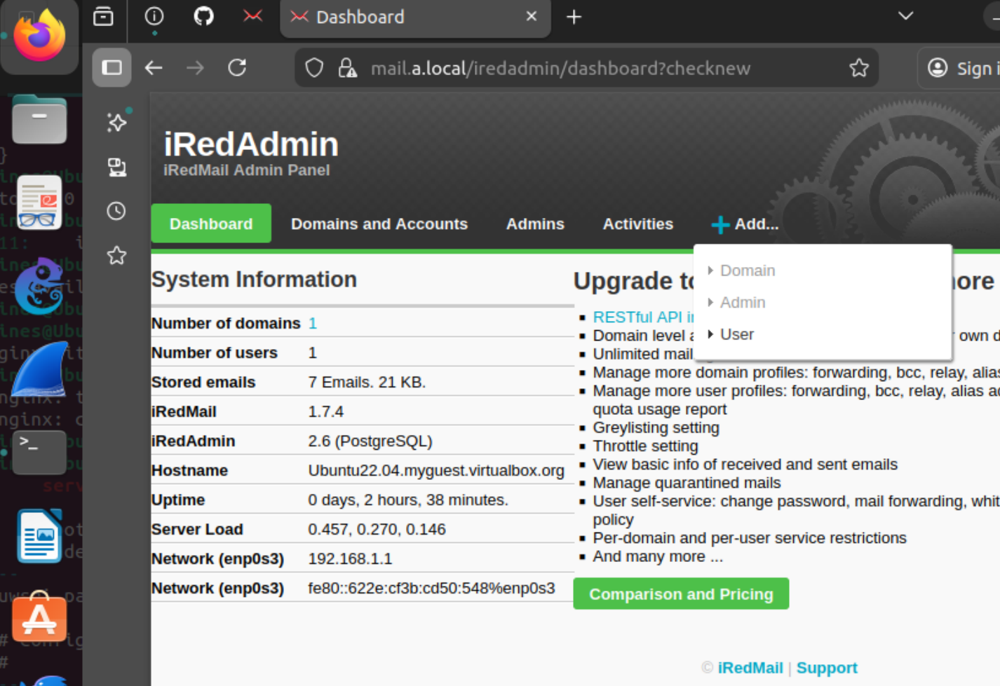 Dashboard
mail.a.local/iredadmin/dashboard?checknew
Sign i
iRedAdmin
iRedMail Admin Panel
Dashboard
Domains and Accounts
Admins
Activities
Add...
Domain
Admin
User
System Information
Number of domains 1
Number of users 1
Stored emails 7 Emails. 21 KB.
iRedMail 1.7.4
iRedAdmin 2.6 (PostgreSQL)
Hostname Ubuntu22.04.myguest.virtualbox.org
Uptime 0 days, 2 hours, 38 minutes.
Server Load 0.457, 0.270, 0.146
Network (enp0s3) 192.168.1.1
Network (enp0s3) fe80::622e:cf3b:cd50:548%enp0s3
Upgrade to ore
RESTful API i
Domain level a own d
Unlimited mail
Manage more domain profiles: forwarding, bcc, relay, alias
Manage more user profiles: forwarding, bcc, relay, alias ad
quota usage report
Greylisting setting
Throttle setting
View basic info of received and sent emails
Manage quarantined mails
User self-service: change password, mail forwarding, whit
policy
Per-domain and per-user service restrictions
And many more ...
Comparison and Pricing
© iRedMail | Support